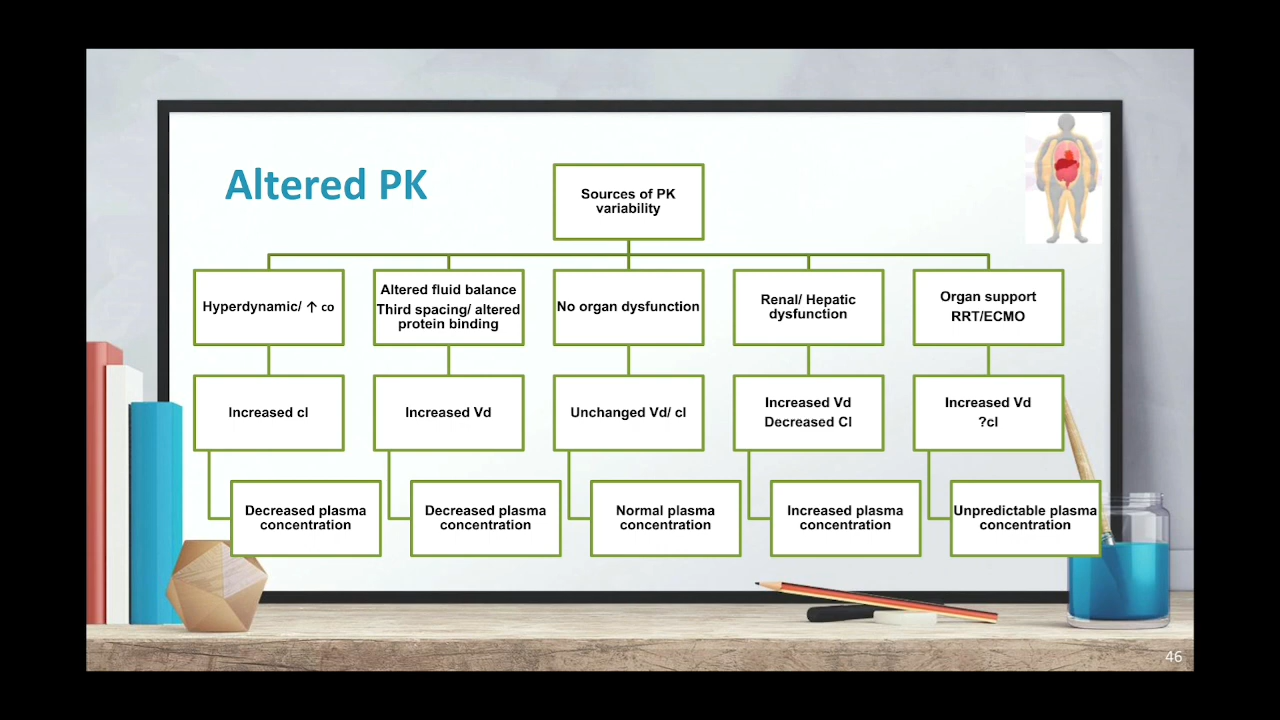 Altered PK
Sources of PK
variability
Hyperdynamic/ ↑ co
Altered fluid balance
Third spacing/ altered
protein binding
No organ dysfunction
Renal/ Hepatic
dysfunction
Organ support
RRT/ECMO
Increased cl
Increased Vd
Unchanged Vd/ cl
Increased Vd
Decreased Cl
Increased Vd
?cl
Decreased plasma
concentration
Decreased plasma
concentration
Normal plasma
concentration
Increased plasma
concentration
Unpredictable plasma
concentration
46